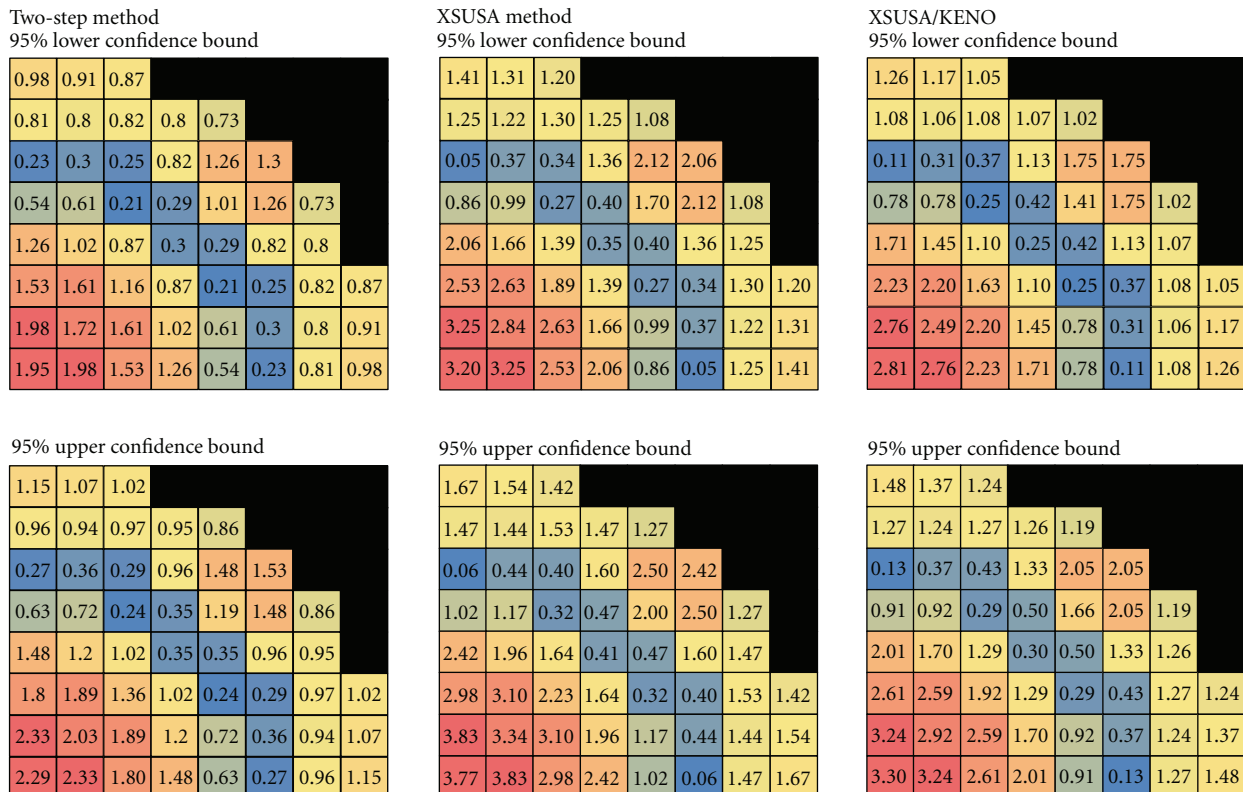 Two-step method
95% lower confidence bound
0.98 0.91 0.87
0.81 0.8 0.82 0.8 0.73
0.23 0.3 0.25 0.82 1.26 1.3
0.54 0.61 0.21 0.29 1.01 1.26 0.73
1.26 1.02 0.87 0.3 0.29 0.82 0.8
1.53 1.61 1.16 0.87 0.21 0.25 0.82 0.87
1.98 1.72 1.61 1.02 0.61 0.3 0.8 0.91
1.95 1.98 1.53 1.26 0.54 0.23 0.81 0.98
XSUSA method
95% lower confidence bound
1.41 1.31 1.20
1.25 1.22 1.30 1.25 1.08
0.05 0.37 0.34 1.36 2.12 2.06
0.86 0.99 0.27 0.40 1.70 2.12 1.08
2.06 1.66 1.39 0.35 0.40 1.36 1.25
2.53 2.63 1.89 1.39 0.27 0.34 1.30 1.20
3.25 2.84 2.63 1.66 0.99 0.37 1.22 1.31
3.20 3.25 2.53 2.06 0.86 0.05 1.25 1.41
XSUSA/KENO
95% lower confidence bound
1.26 1.17 1.05
1.08 1.06 1.08 1.07 1.02
0.11 0.31 0.37 1.13 1.75 1.75
0.78 0.78 0.25 0.42 1.41 1.75 1.02
1.71 1.45 1.10 0.25 0.42 1.13 1.07
2.23 2.20 1.63 1.10 0.25 0.37 1.08 1.05
2.76 2.49 2.20 1.45 0.78 0.31 1.06 1.17
2.81 2.76 2.23 1.71 0.78 0.11 1.08 1.26
95% upper confidence bound
1.15 1.07 1.02
0.96 0.94 0.97 0.95 0.86
0.27 0.36 0.29 0.96 1.48 1.53
0.63 0.72 0.24 0.35 1.19 1.48 0.86
1.48 1.2 1.02 0.35 0.35 0.96 0.95
1.8 1.89 1.36 1.02 0.24 0.29 0.97 1.02
2.33 2.03 1.89 1.2 0.72 0.36 0.94 1.07
2.29 2.33 1.80 1.48 0.63 0.27 0.96 1.15
95% upper confidence bound
1.67 1.54 1.42
1.47 1.44 1.53 1.47 1.27
0.06 0.44 0.40 1.60 2.50 2.42
1.02 1.17 0.32 0.47 2.00 2.50 1.27
2.42 1.96 1.64 0.41 0.47 1.60 1.47
2.98 3.10 2.23 1.64 0.32 0.40 1.53 1.42
3.83 3.34 3.10 1.96 1.17 0.44 1.44 1.54
3.77 3.83 2.98 2.42 1.02 0.06 1.47 1.67
95% upper confidence bound
1.48 1.37 1.24
1.27 1.24 1.27 1.26 1.19
0.13 0.37 0.43 1.33 2.05 2.05
0.91 0.92 0.29 0.50 1.66 2.05 1.19
2.01 1.70 1.29 0.30 0.50 1.33 1.26
2.61 2.59 1.92 1.29 0.29 0.43 1.27 1.24
3.24 2.92 2.59 1.70 0.92 0.37 1.24 1.37
3.30 3.24 2.61 2.01 0.91 0.13 1.27 1.48